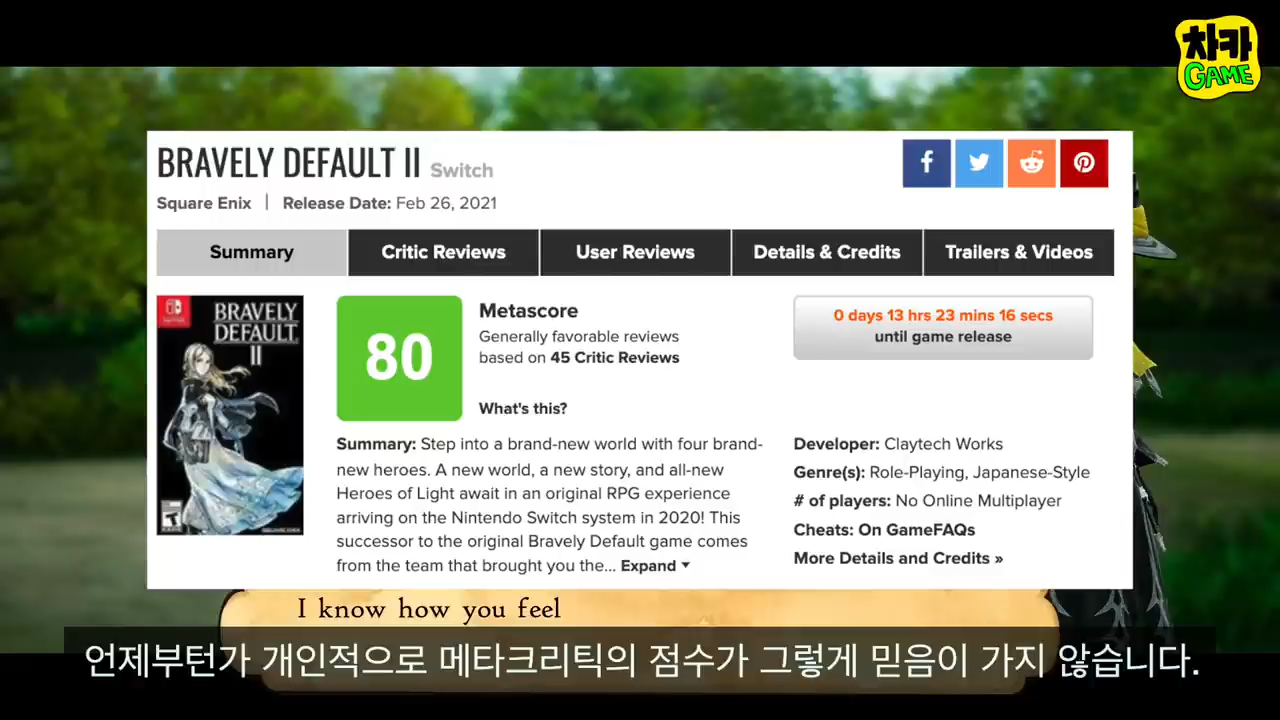 차카
GAME
BRAVELY DEFAULT II Switch
Square Enix | Release Date: Feb 26, 2021
Summary
Critic Reviews
User Reviews
Details & Credits
Trailers & Videos
BRAVELY
DEFAULT
II
80
Metascore
Generally favorable reviews
based on 45 Critic Reviews
What's this?
0 days 13 hrs 23 mins 16 secs
until game release
Summary: Step into a brand-new world with four brand-
new heroes. A new world, a new story, and all-new
Heroes of Light await in an original RPG experience
arriving on the Nintendo Switch system in 2020! This
successor to the original Bravely Default game comes
from the team that brought you the... Expand
Developer: Claytech Works
Genre(s): Role-Playing, Japanese-Style
# of players: No Online Multiplayer
Cheats: On GameFAQs
More Details and Credits »
I know how you feel
언제부턴가 개인적으로 메타크리틱의 점수가 그렇게 믿음이 가지 않습니다.